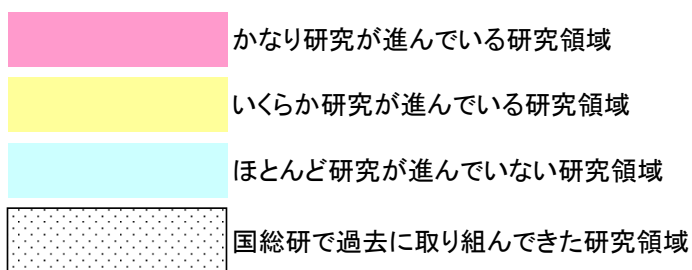 かなり研究が進んでいる研究領域
いくらか研究が進んでいる研究領域
ほとんど研究が進んでいない研究領域
国総研で過去に取り組んできた研究領域